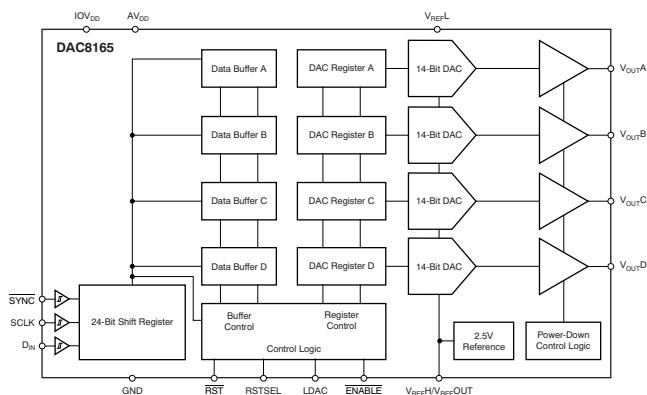 IOVDD AVDD VREFL
DAC8165
Data Buffer A DAC Register A 14-Bit DAC VOUTA
Data Buffer B DAC Register B 14-Bit DAC VOUTB
Data Buffer C DAC Register C 14-Bit DAC VOUTC
Data Buffer D DAC Register D 14-Bit DAC VOUTD
SYNC
SCLK
DIN
24-Bit Shift Register
Buffer
Control
Register
Control
Control Logic
2.5V
Reference
Power-Down
Control Logic
GND RST RSTSEL LDAC ENABLE VREFH/VREFOUT